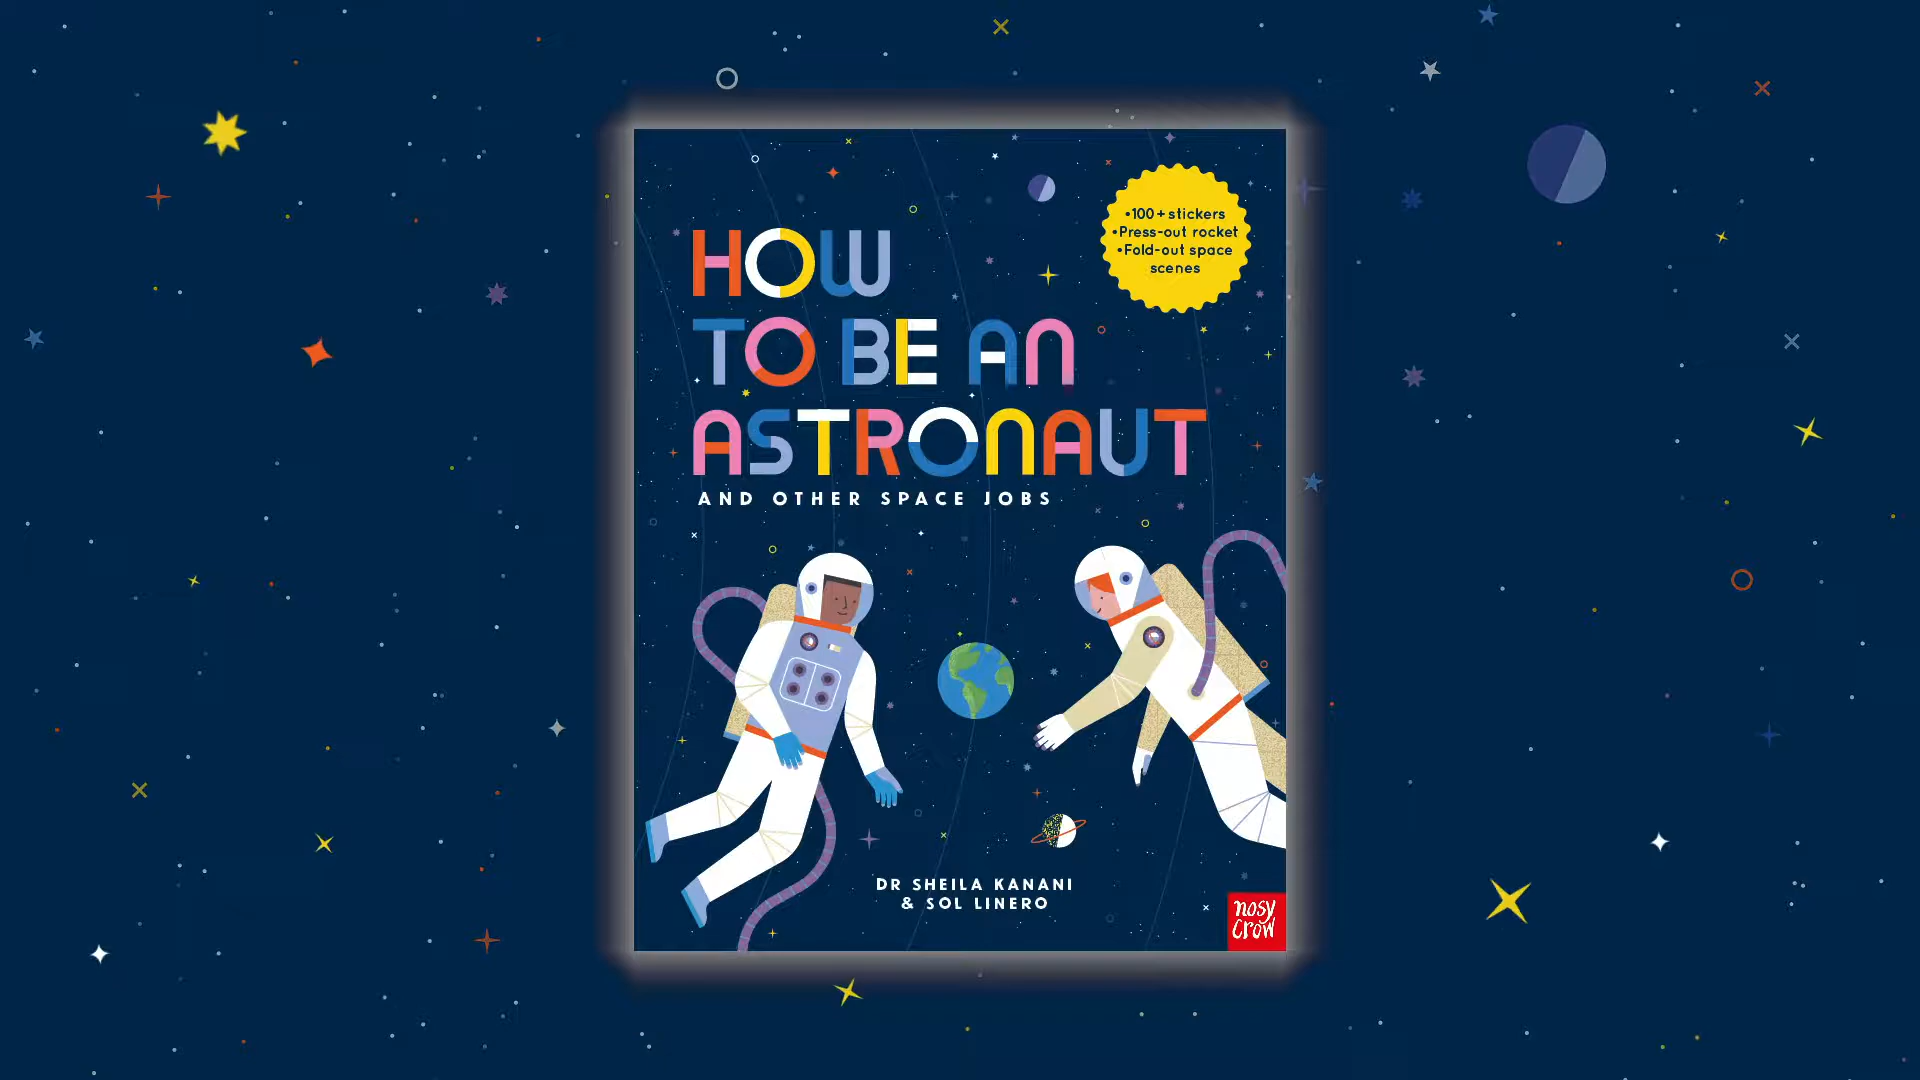 •100+stickers
•Press-out rocket
•Fold-out space
scenes
HOW
TO BE AN
ASTRONAUT
AND OTHER SPACE JOBS
DR SHEILA KANANI
& SOL LINERO
nosy
crow